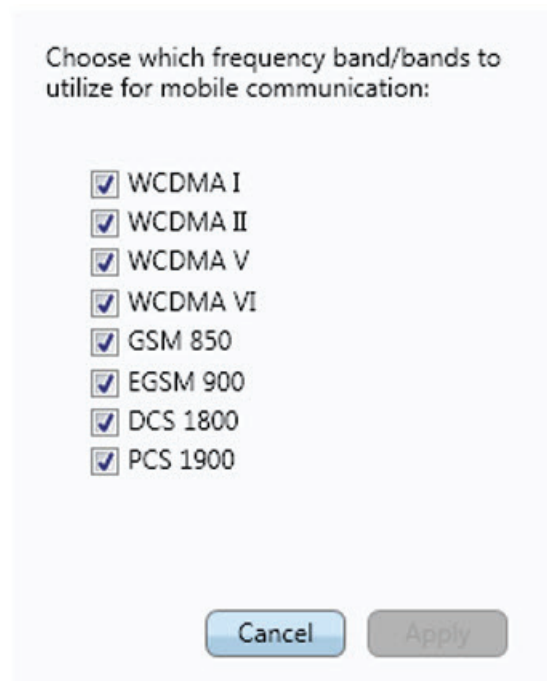 Choose which frequency band/bands to
utilize for mobile communication:
WCDMA I
WCDMA II
WCDMA V
WCDMA VI
GSM 850
EGSM 900
DCS 1800
PCS 1900
Cancel Apply